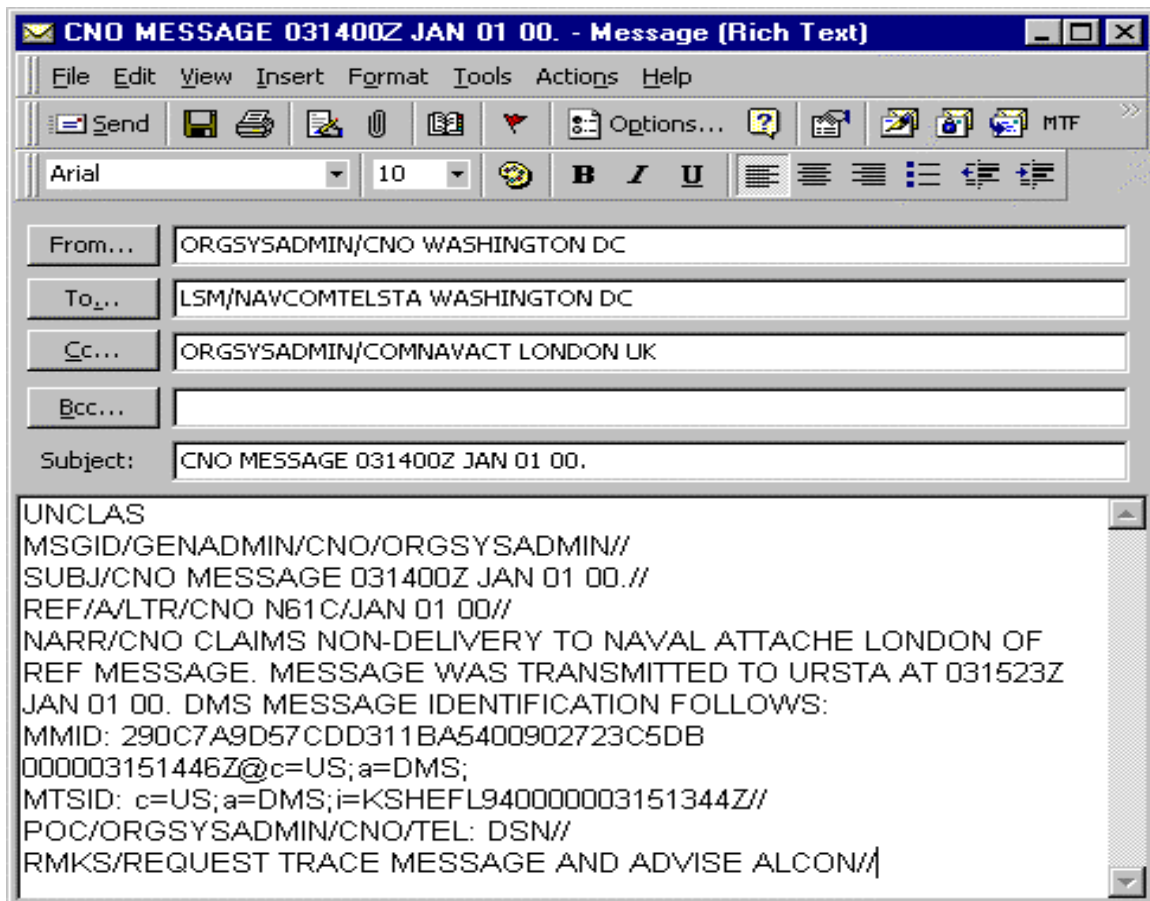 CNO MESSAGE 031400Z JAN 01 00. - Message (Rich Text)
File Edit View Insert Format Tools Actions Help
Send Options... MTF
Arial 10 B I U
From... ORGSYSADMIN/CNO WASHINGTON DC
To... LSM/NAVCOMTELSTA WASHINGTON DC
Cc... ORGSYSADMIN/COMNAVACT LONDON UK
Bcc...
Subject: CNO MESSAGE 031400Z JAN 01 00.
UNCLAS
MSGID/GENADMIN/CNO/ORGSYSADMIN//
SUBJ/CNO MESSAGE 031400Z JAN 01 00.//
REF/A/LTR/CNO N61C/JAN 01 00//
NARR/CNO CLAIMS NON-DELIVERY TO NAVAL ATTACHE LONDON OF
REF MESSAGE. MESSAGE WAS TRANSMITTED TO URSTA AT 031523Z
JAN 01 00. DMS MESSAGE IDENTIFICATION FOLLOWS:
MMID: 290C7A9D57CDD311BA5400902723C5DB
000003151446Z@c=US;a=DMS;
MTSID: c=US;a=DMS;i=KSHEFL9400000003151344Z//
POC/ORGSYSADMIN/CNO/TEL: DSN//
RMKS/REQUEST TRACE MESSAGE AND ADVISE ALCON//